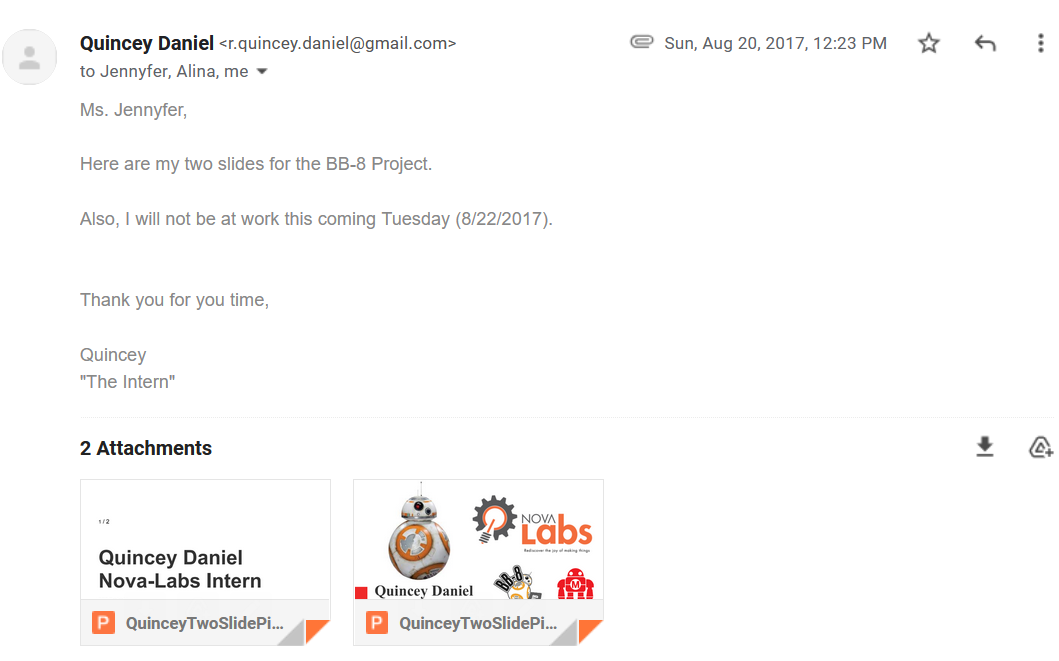 Quincey Daniel <r.quincey.daniel@gmail.com>
Sun, Aug 20, 2017, 12:23 PM
to Jennyfer, Alina, me
Ms. Jennyfer,
Here are my two slides for the BB-8 Project.
Also, I will not be at work this coming Tuesday (8/22/2017).
Thank you for you time,
Quincey
"The Intern"
2 Attachments
1 / 2
Quincey Daniel
Nova-Labs Intern
P QuinceyTwoSlidePi...
NOVA
Labs
Rediscover the joy of making things
BB-8
M
Quincey Daniel
P QuinceyTwoSlidePi...